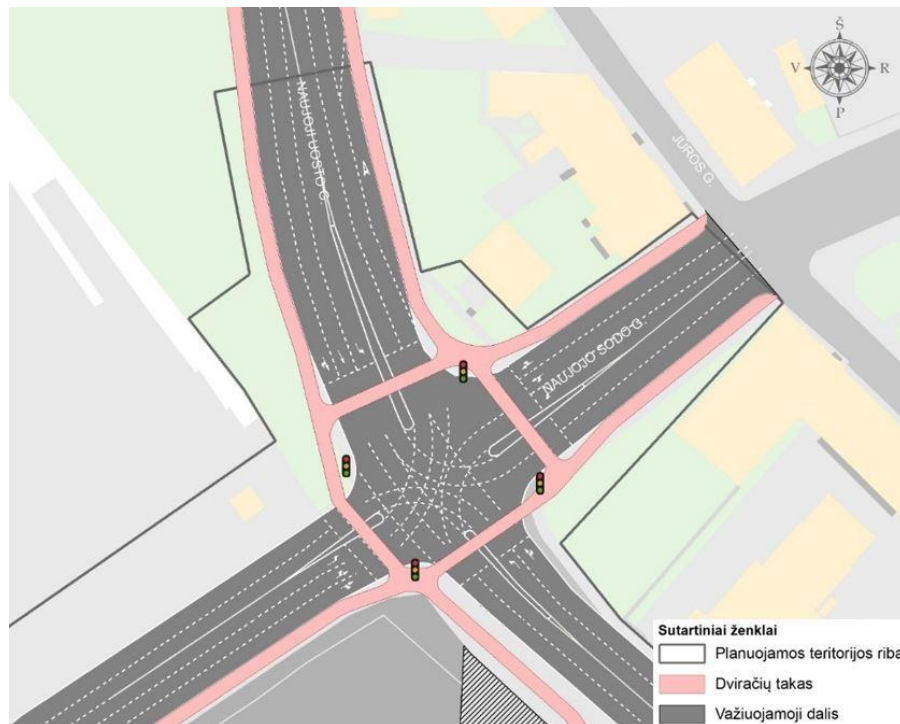 Š
V R
P
NAUJOJI UOSTO G.
JŪROS G.
NAUJOJO SODO G.
Sutartiniai ženklai
Planuojamos teritorijos riba
Dviračių takas
Važiuojamoji dalis